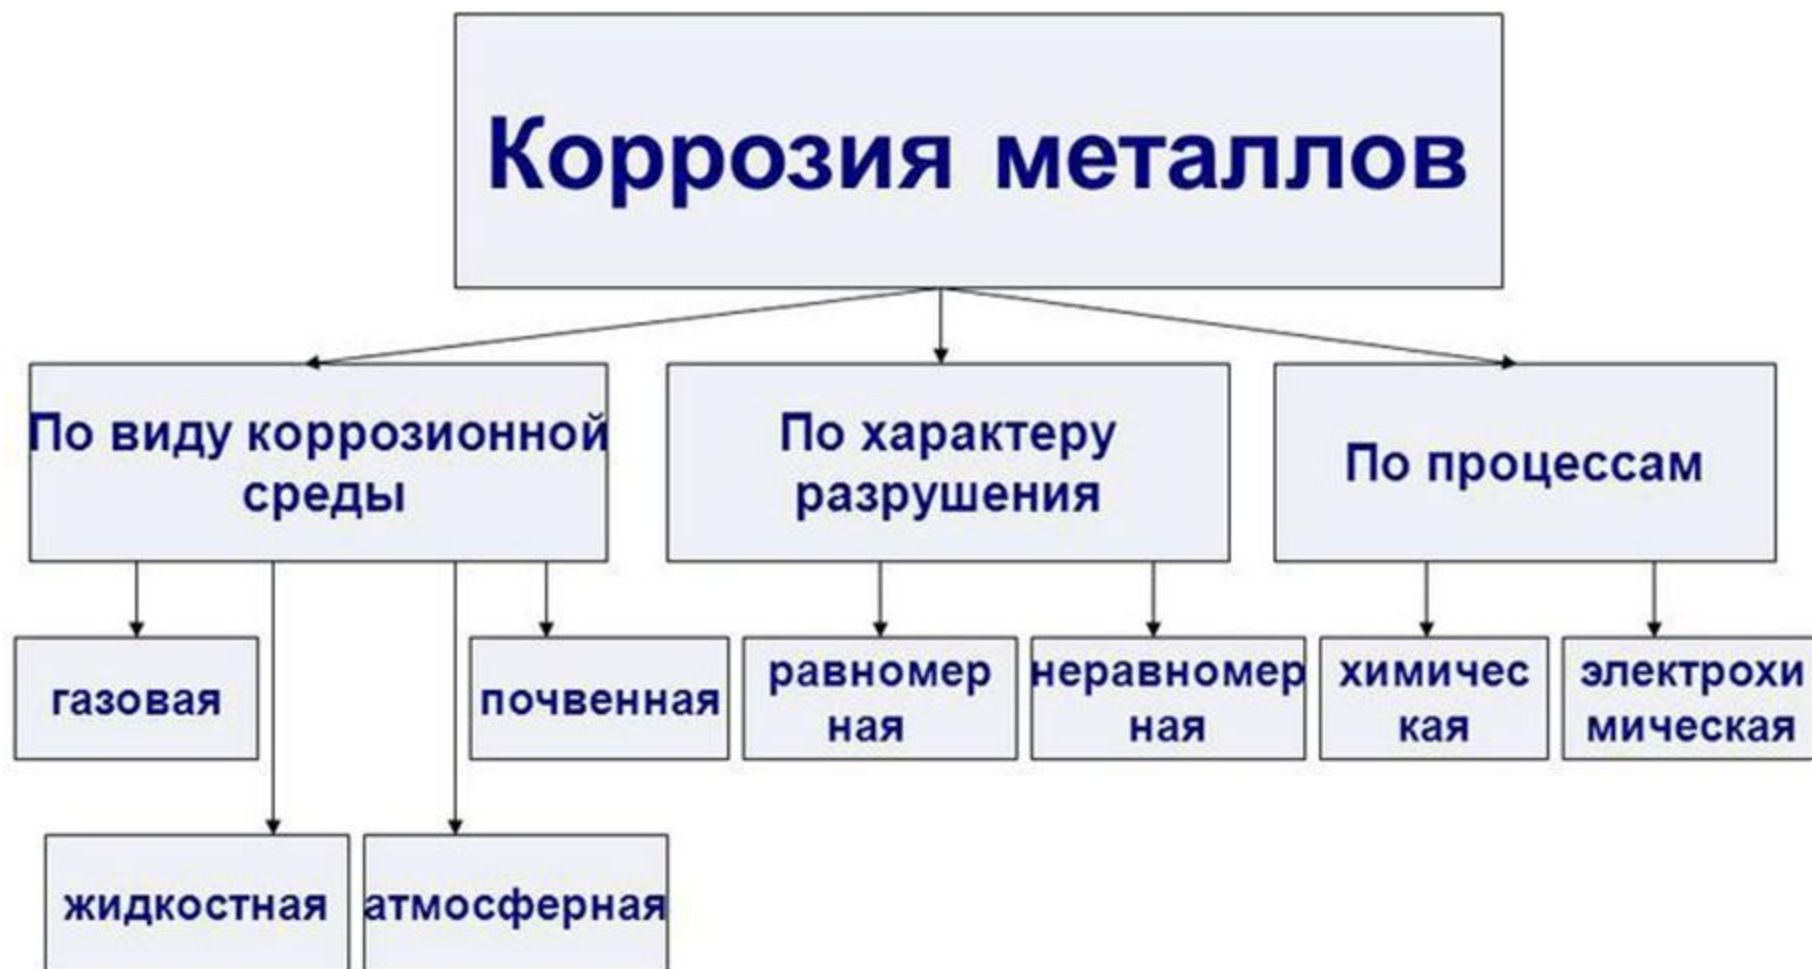 Коррозия металлов
По виду коррозионной
среды
По характеру
разрушения
По процессам
газовая
почвенная
равномер
ная
неравномер
ная
химичес
кая
электрохи
мическая
жидкостная
атмосферная